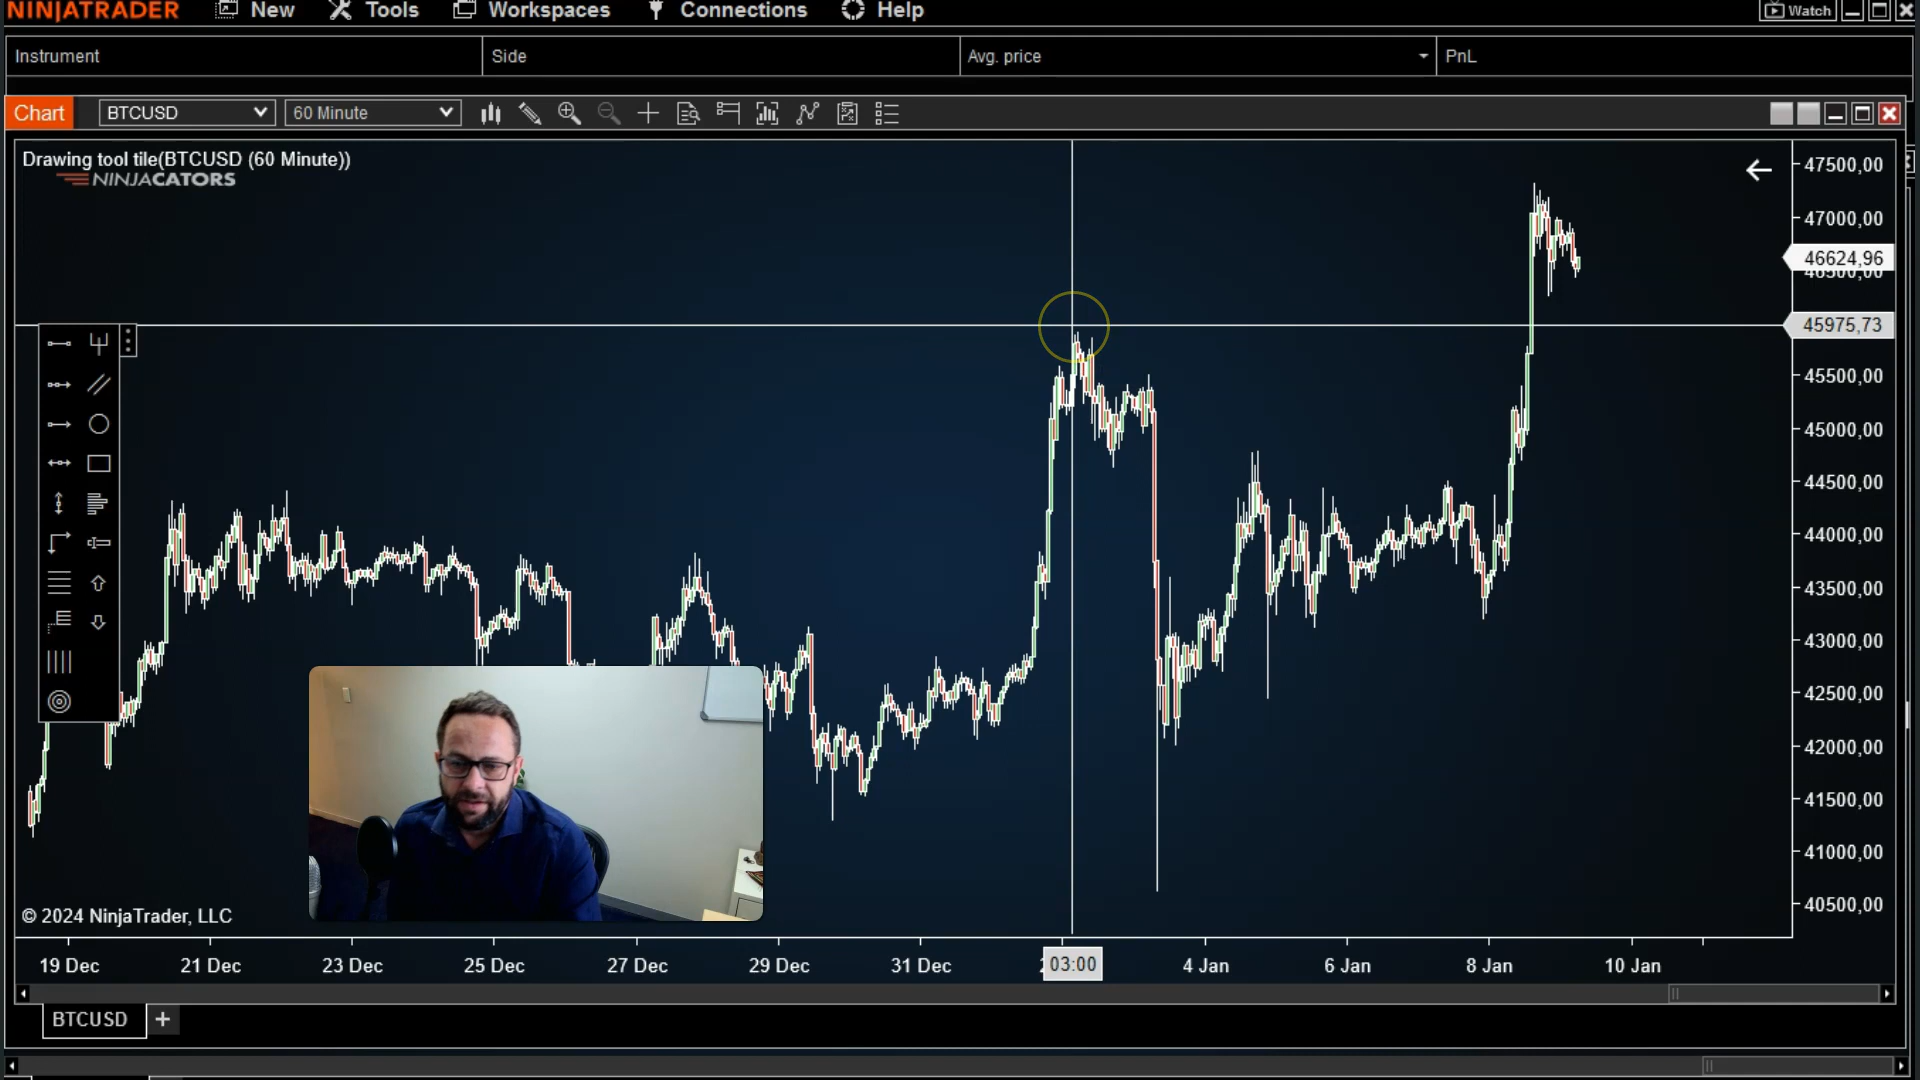 NINJATRADER New Tools Workspaces Connections Help Watch
Instrument Side Avg. price PnL
Chart BTCUSD 60 Minute
Drawing tool tile(BTCUSD (60 Minute))
NINJACATORS
47500,00
47000,00
46624,96
46500,00
45975,73
45500,00
45000,00
44500,00
44000,00
43500,00
43000,00
42500,00
42000,00
41500,00
41000,00
40500,00
© 2024 NinjaTrader, LLC
19 Dec 21 Dec 23 Dec 25 Dec 27 Dec 29 Dec 31 Dec 03:00 4 Jan 6 Jan 8 Jan 10 Jan
BTCUSD +